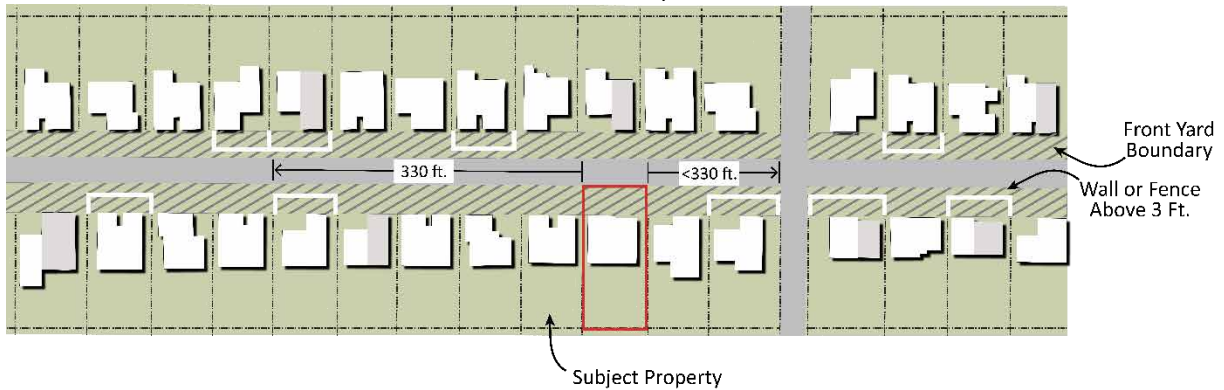 330 ft.
<330 ft.
Front Yard
Boundary
Wall or Fence
Above 3 Ft.
Subject Property